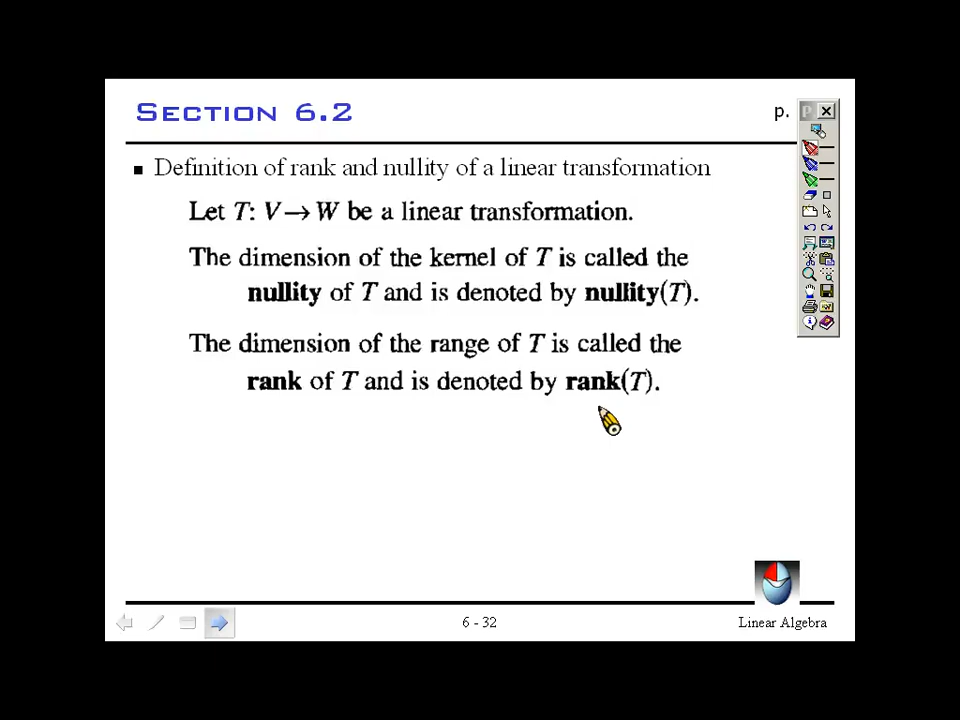 Section 6.2
p.
Definition of rank and nullity of a linear transformation
Let T: V → W be a linear transformation.
The dimension of the kernel of T is called the
nullity of T and is denoted by nullity(T).
The dimension of the range of T is called the
rank of T and is denoted by rank(T).
6 - 32
Linear Algebra